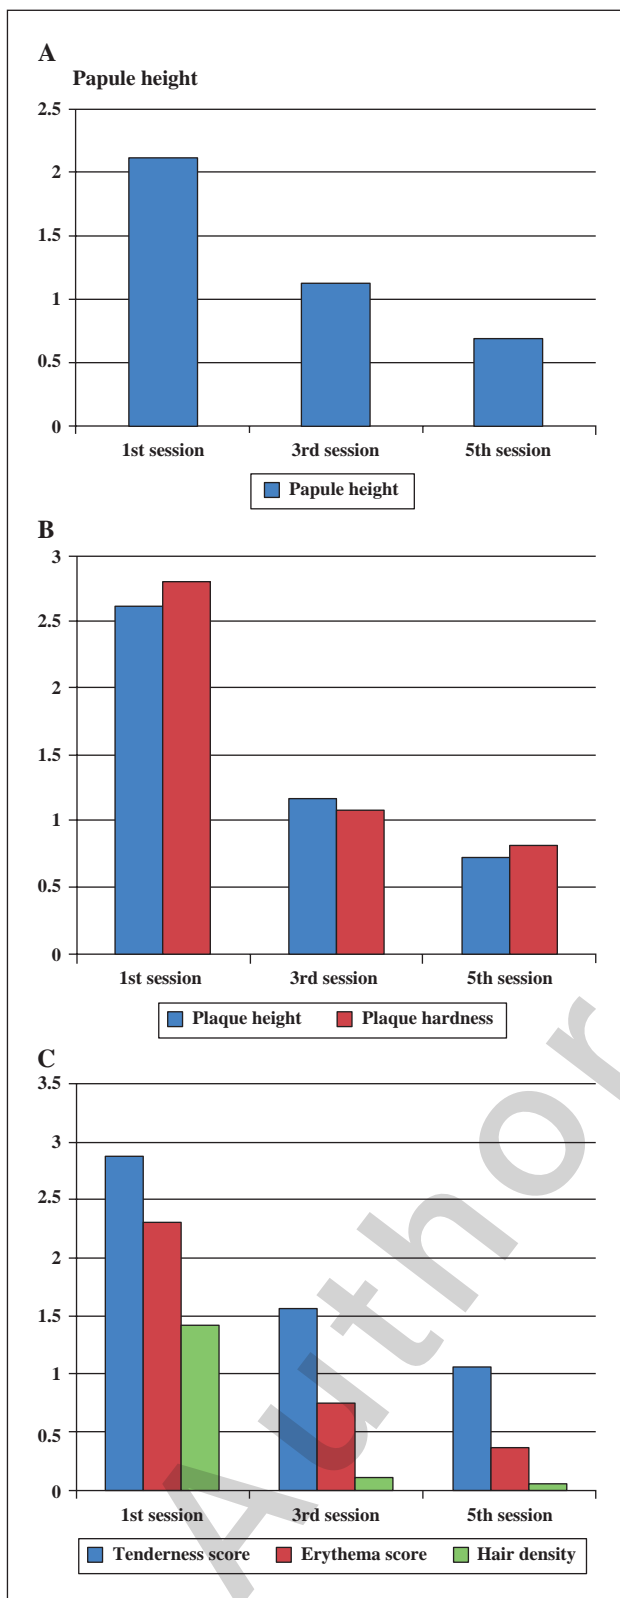 A
Papule height
2.5
2
1.5
1
0.5
0
1st session 3rd session 5th session
Papule height
B
3
2.5
2
1.5
1
0.5
0
1st session 3rd session 5th session
Plaque height Plaque hardness
C
3.5
3
2.5
2
1.5
1
0.5
0
1st session 3rd session 5th session
Tenderness score Erythema score Hair density
Author